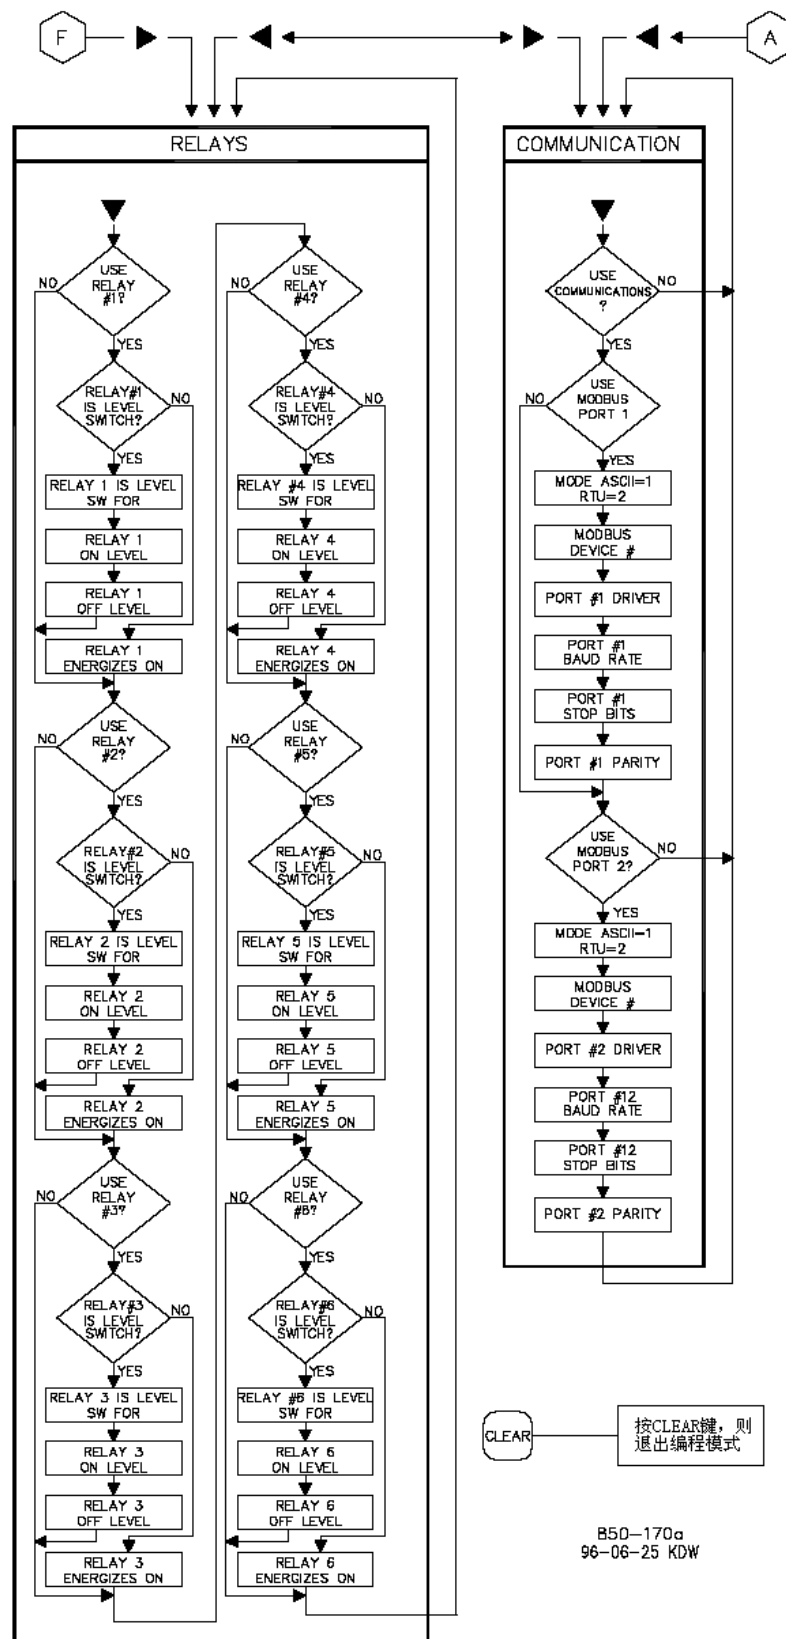 F
A
RELAYS
USE
RELAY
#1?
NO
YES
RELAY#1
IS LEVEL
SWITCH?
NO
YES
RELAY 1 IS LEVEL
SW FOR
RELAY 1
ON LEVEL
RELAY 1
OFF LEVEL
RELAY 1
ENERGIZES ON
USE
RELAY
#2?
NO
YES
RELAY#2
IS LEVEL
SWITCH?
NO
YES
RELAY 2 IS LEVEL
SW FOR
RELAY 2
ON LEVEL
RELAY 2
OFF LEVEL
RELAY 2
ENERGIZES ON
USE
RELAY
#3?
NO
YES
RELAY#3
IS LEVEL
SWITCH?
NO
YES
RELAY 3 IS LEVEL
SW FOR
RELAY 3
ON LEVEL
RELAY 3
OFF LEVEL
RELAY 3
ENERGIZES ON
USE
RELAY
#4?
NO
YES
RELAY#4
IS LEVEL
SWITCH?
NO
YES
RELAY #4 IS LEVEL
SW FOR
RELAY 4
ON LEVEL
RELAY 4
OFF LEVEL
RELAY 4
ENERGIZES ON
USE
RELAY
#5?
NO
YES
RELAY#5
IS LEVEL
SWITCH?
NO
YES
RELAY 5 IS LEVEL
SW FOR
RELAY 5
ON LEVEL
RELAY 5
OFF LEVEL
RELAY 5
ENERGIZES ON
USE
RELAY
#6?
NO
YES
RELAY#6
IS LEVEL
SWITCH?
NO
YES
RELAY #6 IS LEVEL
SW FOR
RELAY 6
ON LEVEL
RELAY 6
OFF LEVEL
RELAY 6
ENERGIZES ON
COMMUNICATION
USE
COMMUNICATIONS
?
NO
YES
USE
MODBUS
PORT 1
NO
YES
MODE ASCII=1
RTU=2
MODBUS
DEVICE #
PORT #1 DRIVER
PORT #1
BAUD RATE
PORT #1
STOP BITS
PORT #1 PARITY
USE
MODBUS
PORT 2?
NO
YES
MODE ASCII=1
RTU=2
MODBUS
DEVICE #
PORT #2 DRIVER
PORT #12
BAUD RATE
PORT #12
STOP BITS
PORT #2 PARITY
CLEAR
按CLEAR键，则
退出编程模式
B50-170a
96-06-25 KDW